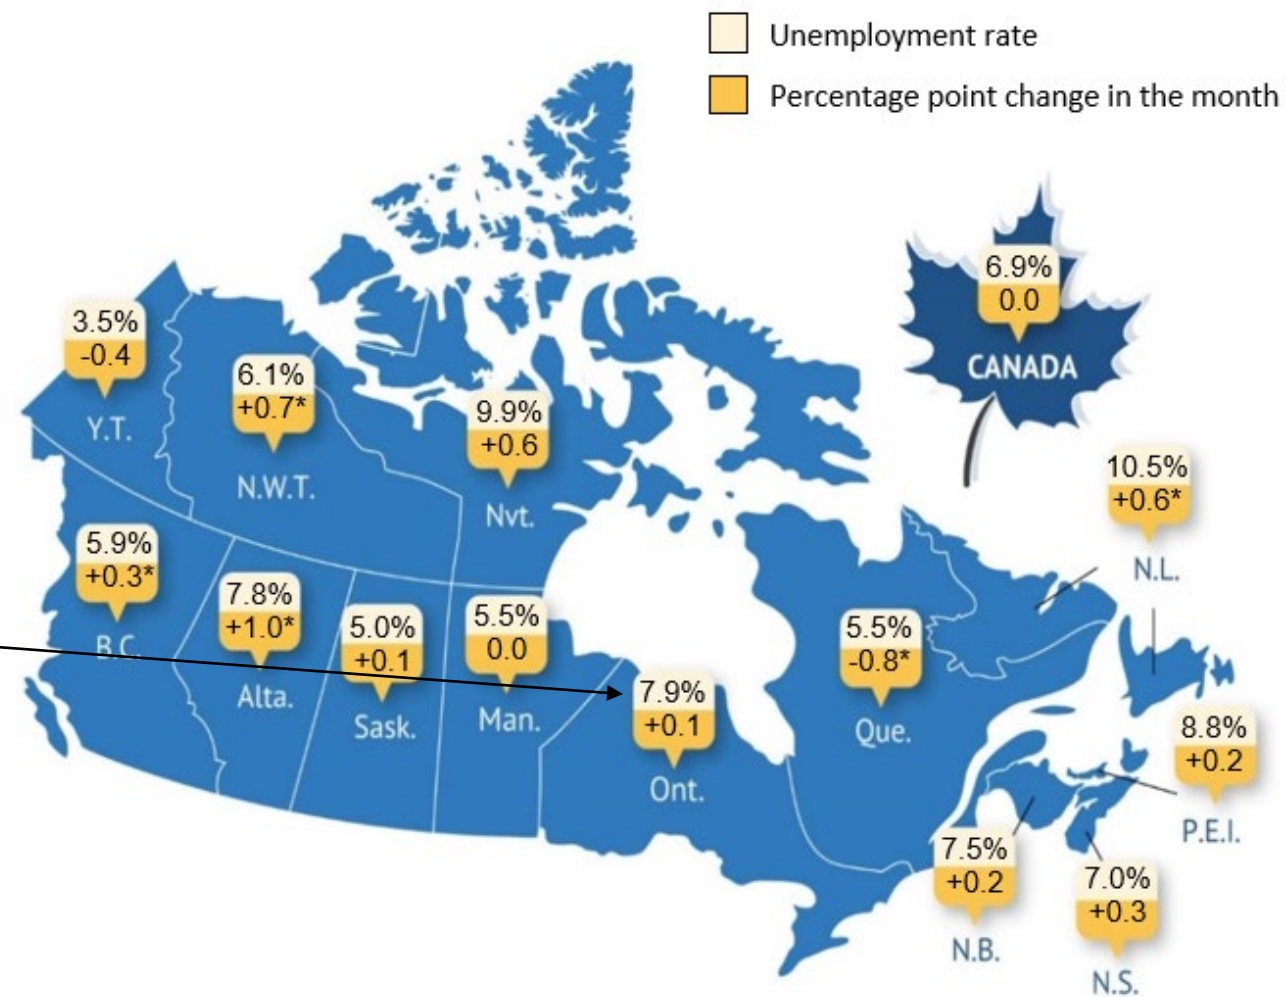 Unemployment rate
Percentage point change in the month
6.9%
0.0
CANADA
3.5%
-0.4
Y.T.
6.1%
+0.7*
N.W.T.
9.9%
+0.6
Nvt.
10.5%
+0.6*
N.L.
5.9%
+0.3*
B.C.
7.8%
+1.0*
Alta.
5.0%
+0.1
Sask.
5.5%
0.0
Man.
7.9%
+0.1
Ont.
5.5%
-0.8*
Que.
8.8%
+0.2
P.E.I.
7.5%
+0.2
N.B.
7.0%
+0.3
N.S.